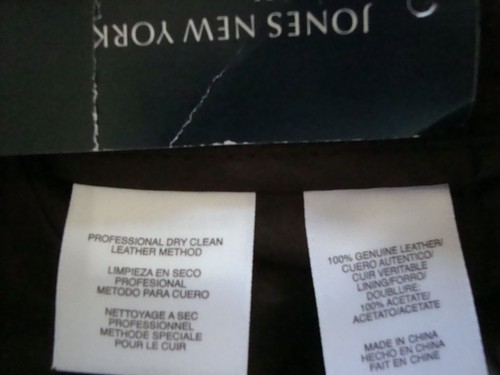 JONES NEW YORK
PROFESSIONAL DRY CLEAN
LEATHER METHOD
LIMPIEZA EN SECO
PROFESIONAL
METODO PARA CUERO
NETTOYAGE A SEC
PROFESSIONNEL
METHODE SPECIALE
POUR LE CUIR
100% GENUINE LEATHER/
CUERO AUTENTICO/
CUIR VERITABLE
LINING/FORRO/
DOUBLURE:
100% ACETATE/
ACETATO/ACETATE
MADE IN CHINA
HECHO EN CHINA
FAIT EN CHINE